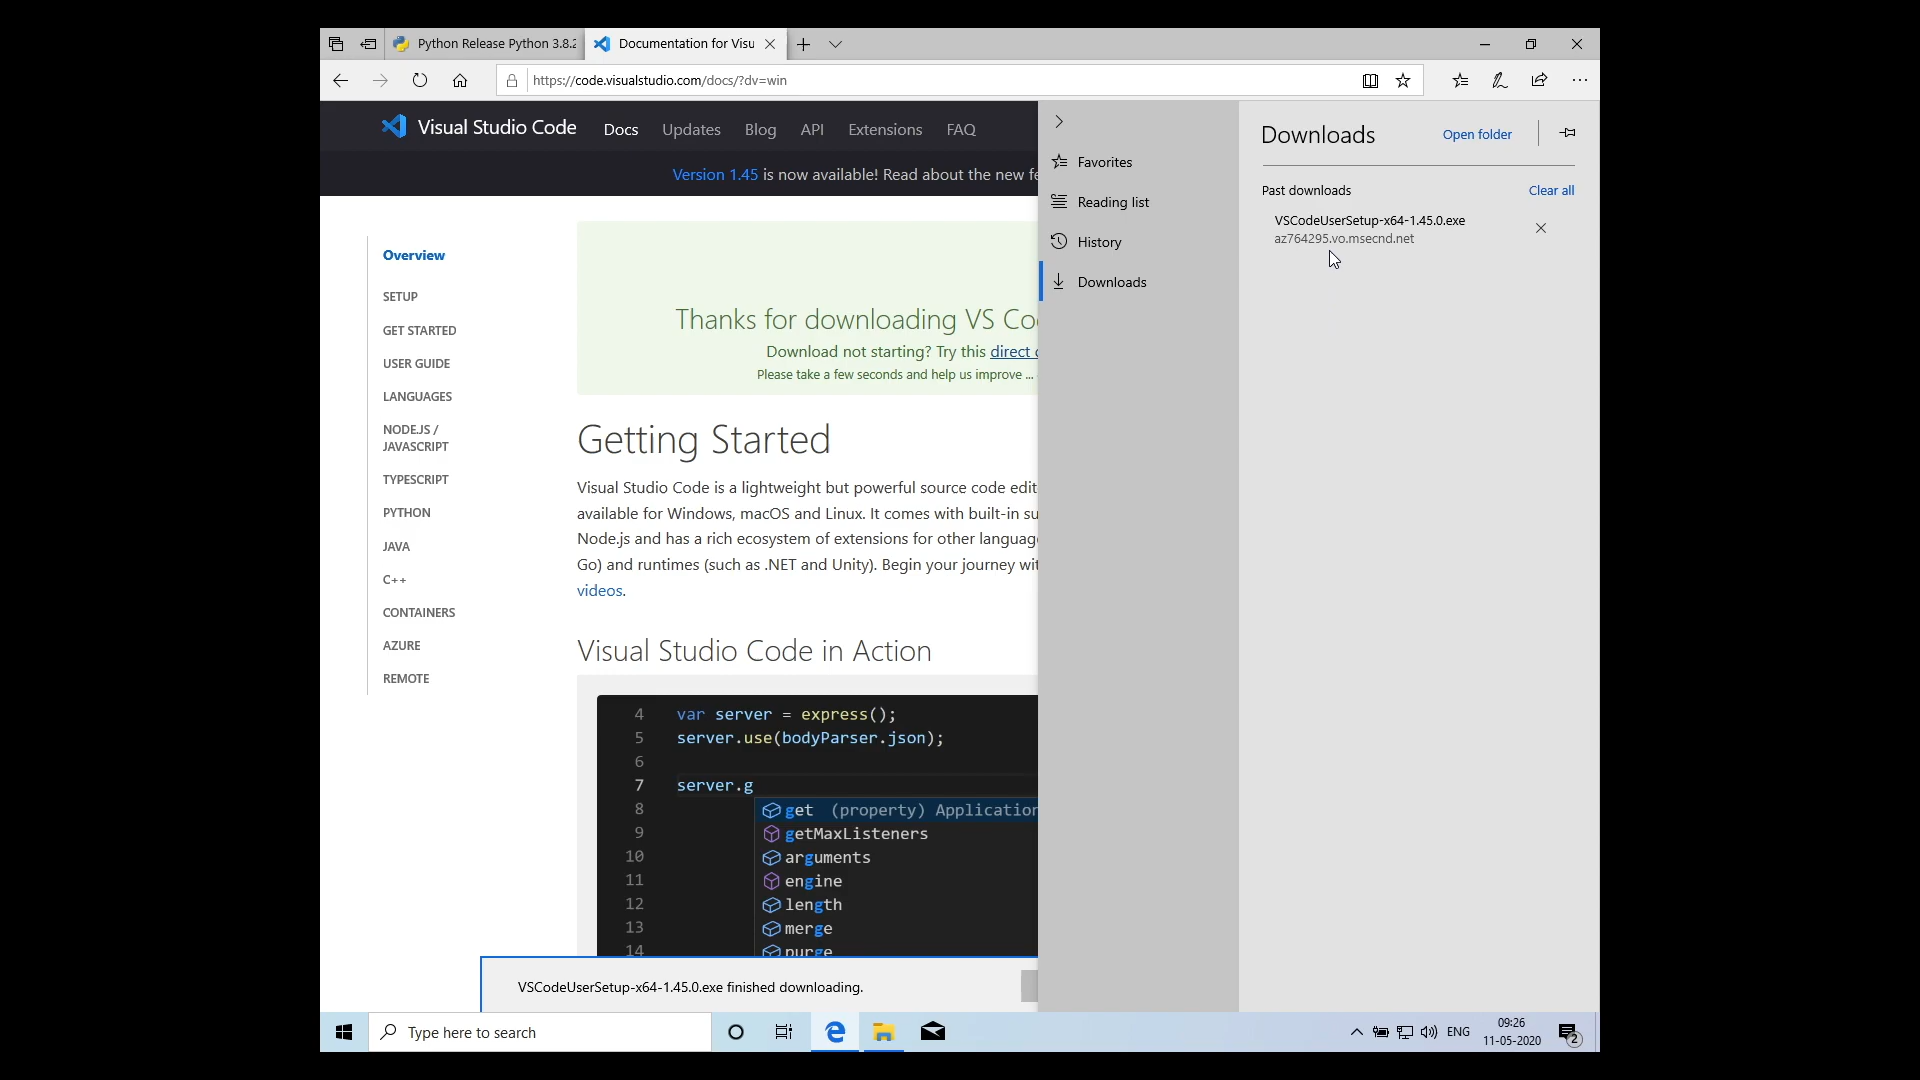 Python Release Python 3.8.2
Documentation for Visu
https://code.visualstudio.com/docs/?dv=win
Visual Studio Code
Docs
Updates
Blog
API
Extensions
FAQ
Version 1.45 is now available! Read about the new fe
Overview
SETUP
GET STARTED
USER GUIDE
LANGUAGES
NODE.JS /
JAVASCRIPT
TYPESCRIPT
PYTHON
JAVA
C++
CONTAINERS
AZURE
REMOTE
Thanks for downloading VS Co
Download not starting? Try this direct
Please take a few seconds and help us improve ...
Getting Started
Visual Studio Code is a lightweight but powerful source code edit
available for Windows, macOS and Linux. It comes with built-in su
Node.js and has a rich ecosystem of extensions for other language
Go) and runtimes (such as .NET and Unity). Begin your journey wit
videos.
Visual Studio Code in Action
4 var server = express();
5 server.use(bodyParser.json);
6
7 server.g
8 get (property) Application
9 getMaxListeners
10 arguments
11 engine
12 length
13 merge
14 purge
VSCodeUserSetup-x64-1.45.0.exe finished downloading.
Favorites
Reading list
History
Downloads
Downloads
Open folder
Past downloads
Clear all
VSCodeUserSetup-x64-1.45.0.exe
az764295.vo.msecnd.net
Type here to search
ENG
09:26
11-05-2020
2